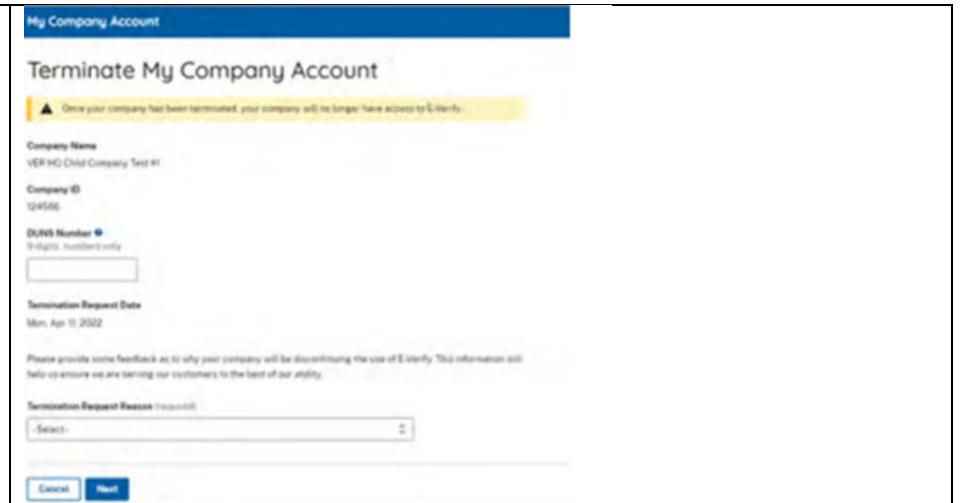 My Company Account
Terminate My Company Account
Once your company has been terminated, your company will no longer have access to E-Verify.
Company Name
VER HQ Child Company Test #1
Company ID
124566
DUNS Number
9 digits, numbers only
Termination Request Date
Mon, Apr 11, 2022
Please provide some feedback as to why your company will be discontinuing the use of E-Verify. This information will
help us ensure we are serving our customers to the best of our ability.
Termination Request Reason (required)
-Select-
Cancel Next